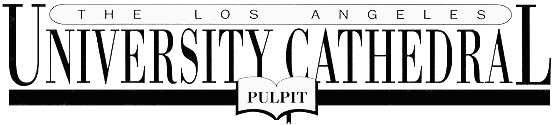 THE LOS ANGELES
UNIVERSITY CATHEDRAL
PULPIT